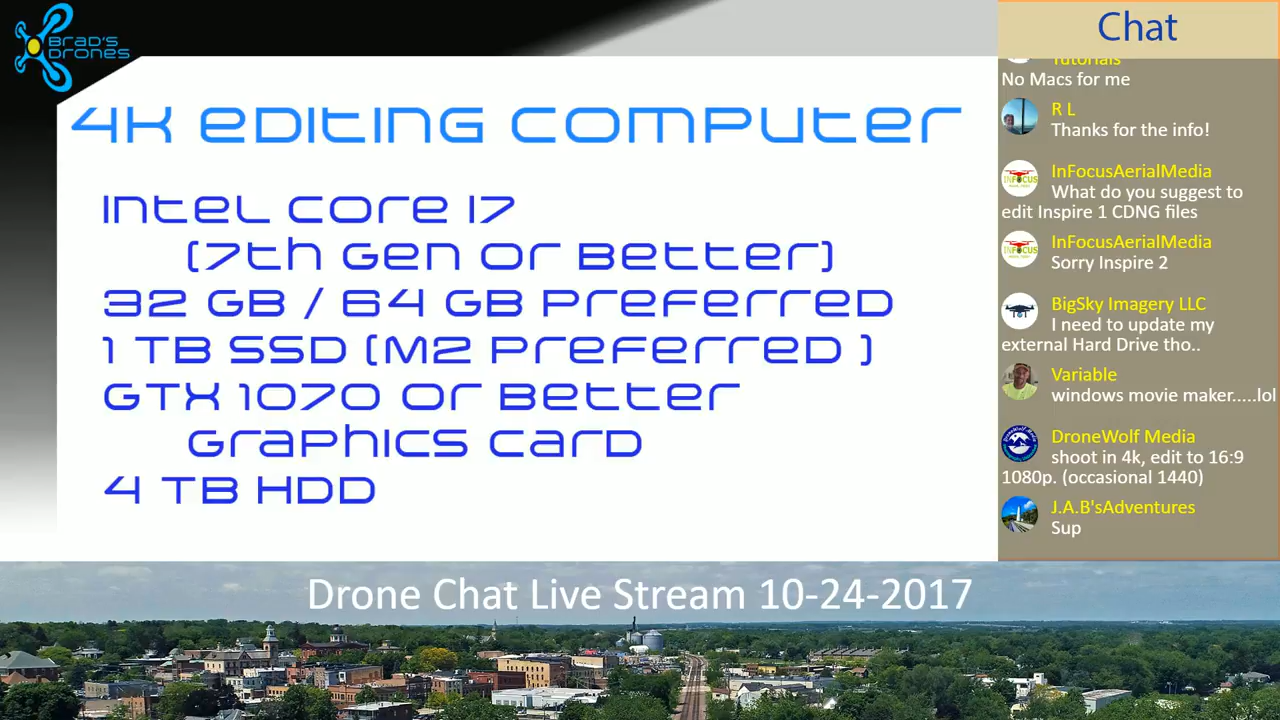 Brad's
Drones
4K Editing Computer
Intel Core i7
(7th Gen or Better)
32 GB / 64 GB Preferred
1 TB SSD (M2 Preferred )
GTX 1070 or Better
Graphics Card
4 TB HDD
Chat
Tutorials
No Macs for me
R L
Thanks for the info!
InFocusAerialMedia
What do you suggest to
edit Inspire 1 CDNG files
InFocusAerialMedia
Sorry Inspire 2
BigSky Imagery LLC
I need to update my
external Hard Drive tho..
Variable
windows movie maker.....lol
DroneWolf Media
shoot in 4k, edit to 16:9
1080p. (occasional 1440)
J.A.B'sAdventures
Sup
Drone Chat Live Stream 10-24-2017